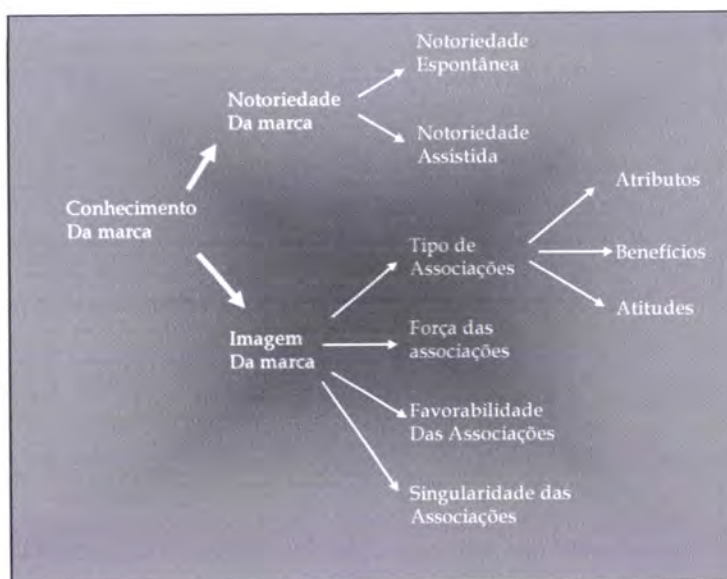 Notoriedade
Espontânea
Notoriedade
Da marca
Notoriedade
Assistida
Atributos
Conhecimento
Da marca
Tipo de
Associações
Benefícios
Atitudes
Imagem
Da marca
Força das
associações
Favorabilidade
Das Associações
Singularidade das
Associações